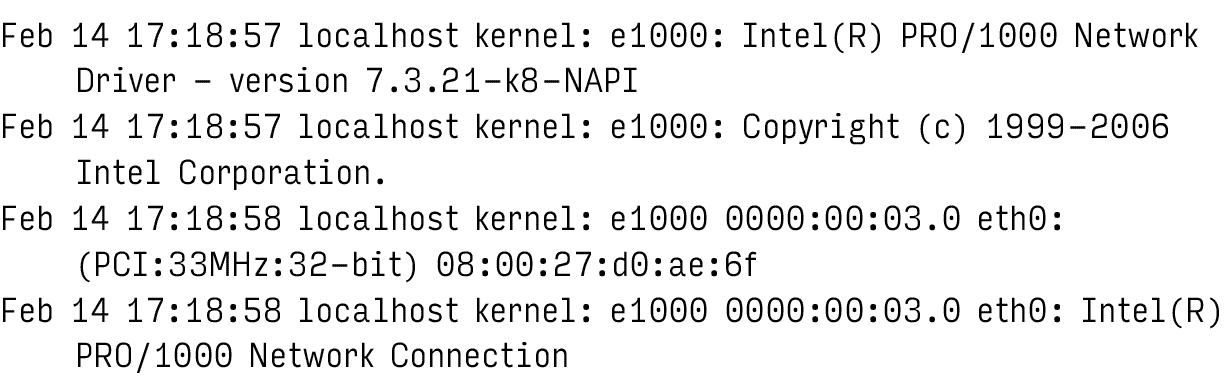 Feb 14 17:18:57 localhost kernel: e1000: Intel(R) PRO/1000 Network
Driver – version 7.3.21–k8–NAPI
Feb 14 17:18:57 localhost kernel: e1000: Copyright (c) 1999–2006
Intel Corporation.
Feb 14 17:18:58 localhost kernel: e1000 0000:00:03.0 eth0:
(PCI:33MHz:32–bit) 08:00:27:d0:ae:6f
Feb 14 17:18:58 localhost kernel: e1000 0000:00:03.0 eth0: Intel(R)
PRO/1000 Network Connection